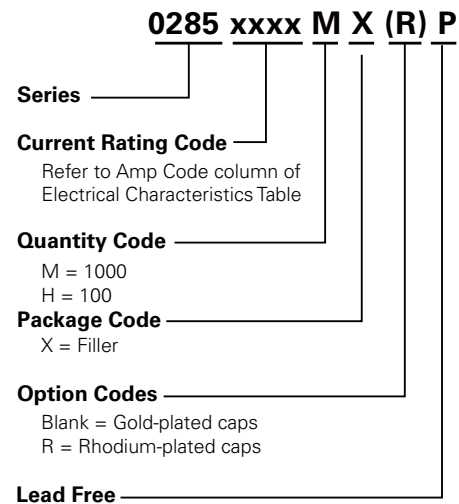 0285 xxxx M X (R) P
Series
Current Rating Code
Refer to Amp Code column of
Electrical Characteristics Table
Quantity Code
M = 1000
H = 100
Package Code
X = Filler
Option Codes
Blank = Gold-plated caps
R = Rhodium-plated caps
Lead Free